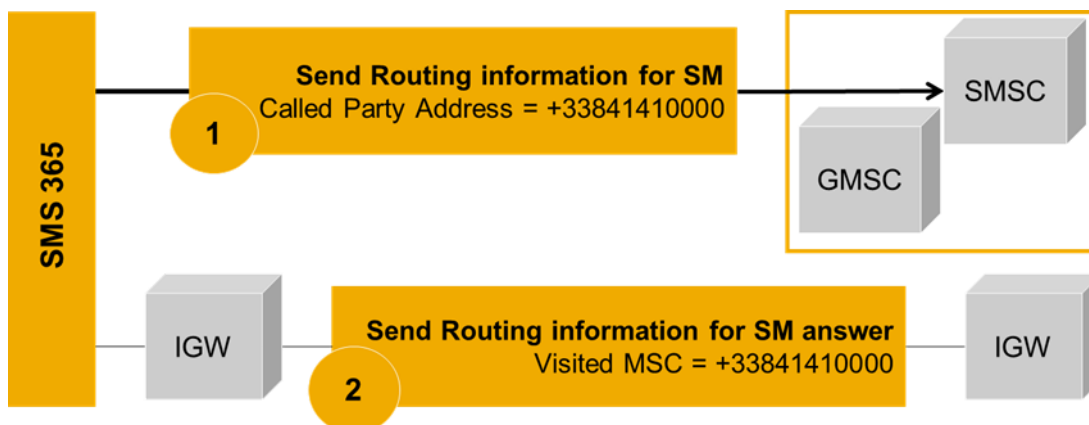 SMS 365
Send Routing information for SM
Called Party Address = +33841410000
1
SMSC
GMSC
IGW
Send Routing information for SM answer
Visited MSC = +33841410000
2
IGW